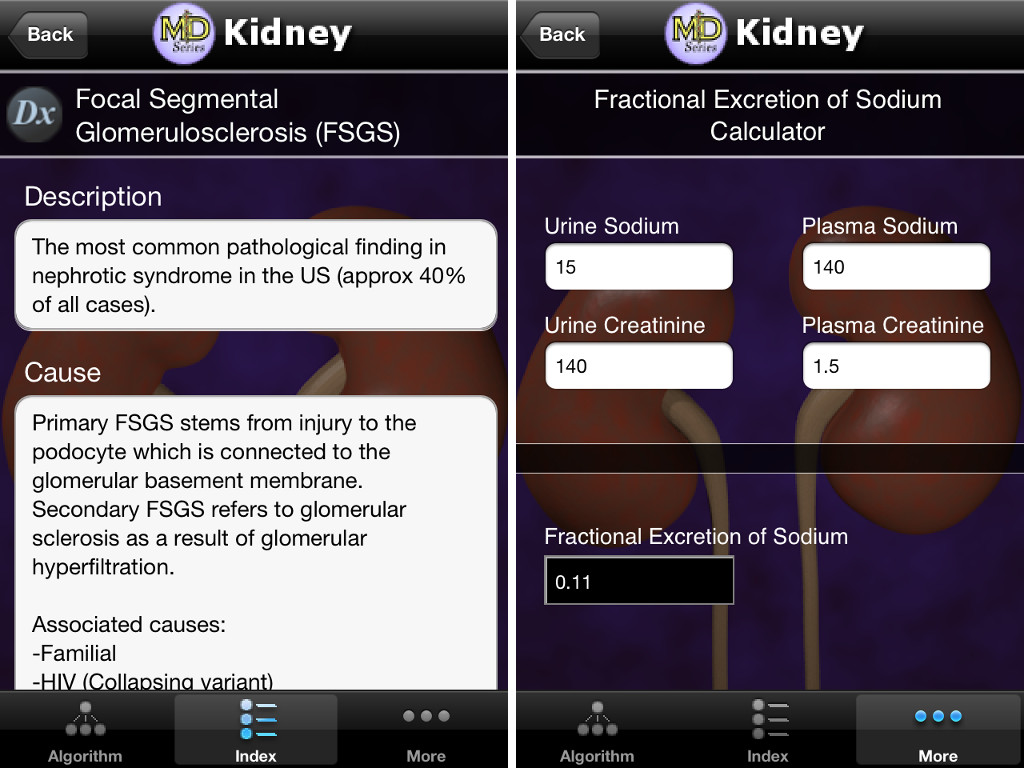 Back
MD
Series
Kidney
Dx
Focal Segmental
Glomerulosclerosis (FSGS)
Description
The most common pathological finding in
nephrotic syndrome in the US (approx 40%
of all cases).
Cause
Primary FSGS stems from injury to the
podocyte which is connected to the
glomerular basement membrane.
Secondary FSGS refers to glomerular
sclerosis as a result of glomerular
hyperfiltration.
Associated causes:
-Familial
-HIV (Collapsing variant)
Algorithm
Index
More
Back
MD
Series
Kidney
Fractional Excretion of Sodium
Calculator
Urine Sodium
Plasma Sodium
15
140
Urine Creatinine
Plasma Creatinine
140
1.5
Fractional Excretion of Sodium
0.11
Algorithm
Index
More